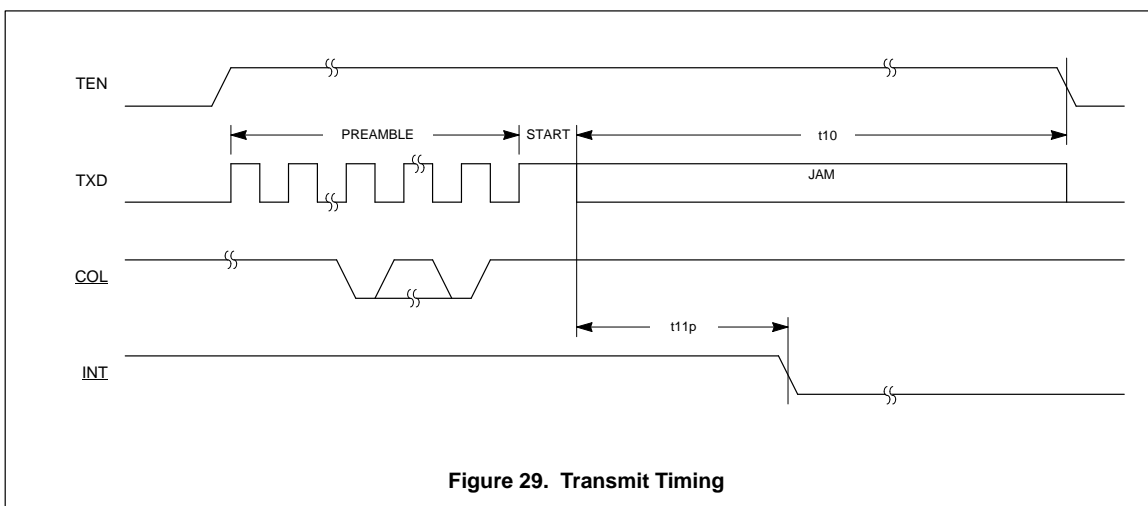 TEN
PREAMBLE START t10
TXD JAM
COL
t11p
INT
Figure 29. Transmit Timing